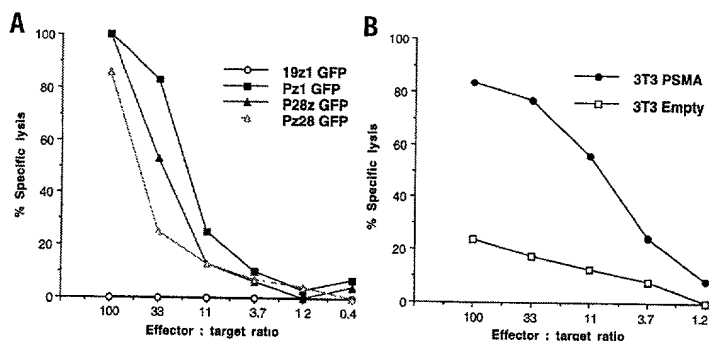 A
% Specific lysis
100
80
60
40
20
0
19z1 GFP
Pz1 GFP
P28z GFP
Pz28 GFP
100 33 11 3.7 1.2 0.4
Effector : target ratio
B
% Specific lysis
100
80
60
40
20
0
3T3 PSMA
3T3 Empty
100 33 11 3.7 1.2
Effector : target ratio